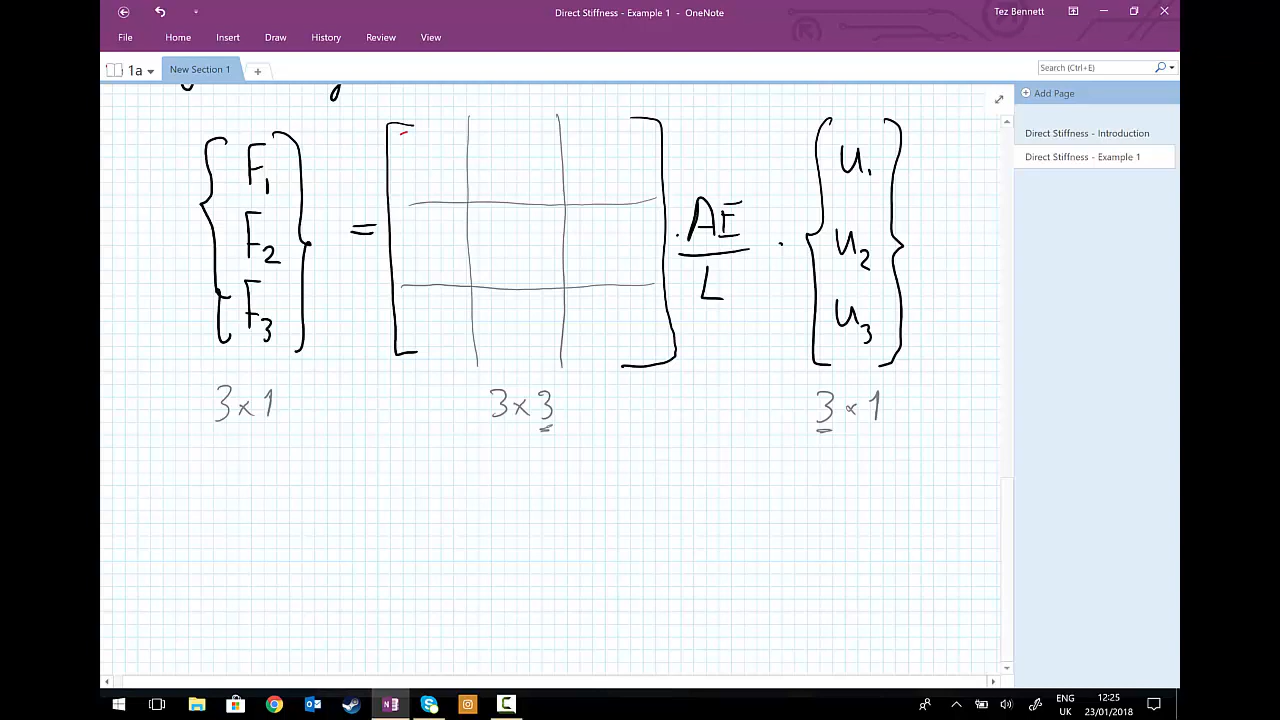 Direct Stiffness - Example 1 - OneNote
Tez Bennett
File Home Insert Draw History Review View
1a New Section 1 +
Search (Ctrl+E)
Add Page
Direct Stiffness - Introduction
Direct Stiffness - Example 1
F1
F2
F3
=
. AE
L
.
u1
u2
u3
3 x 1
3 x 3
3 x 1
ENG
UK
12:25
23/01/2018